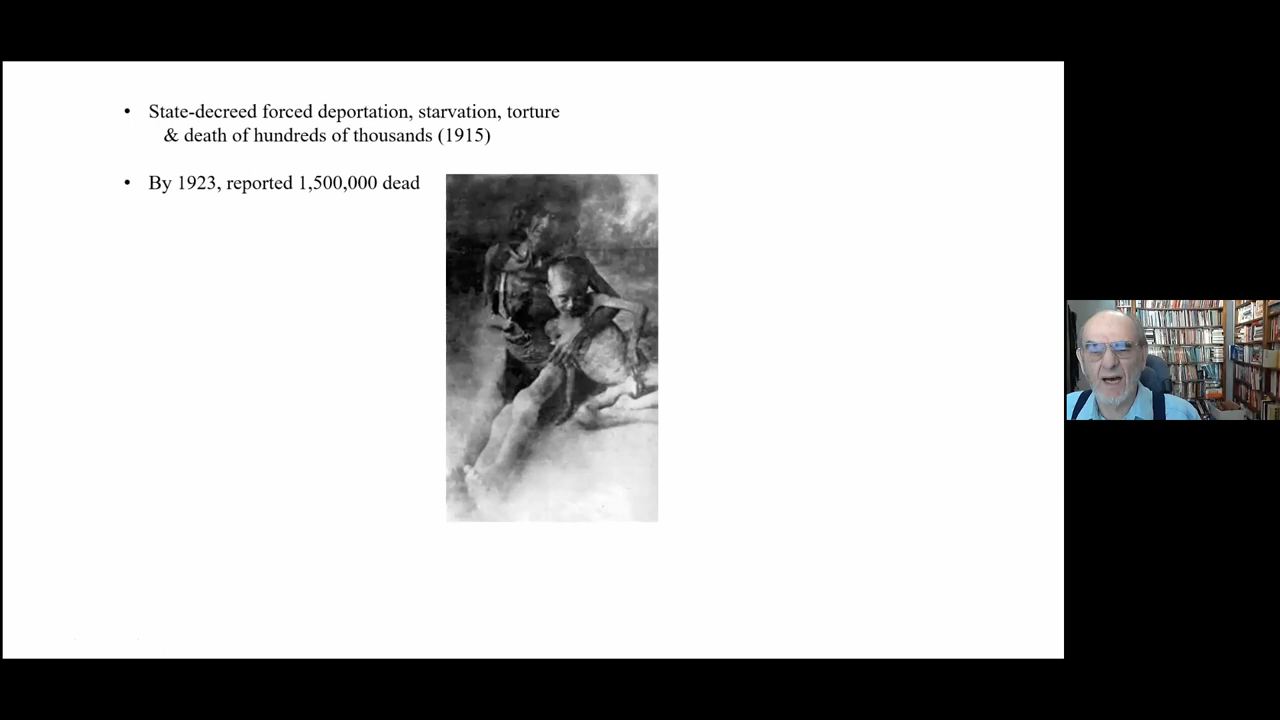 • State-decreed forced deportation, starvation, torture
& death of hundreds of thousands (1915)
• By 1923, reported 1,500,000 dead